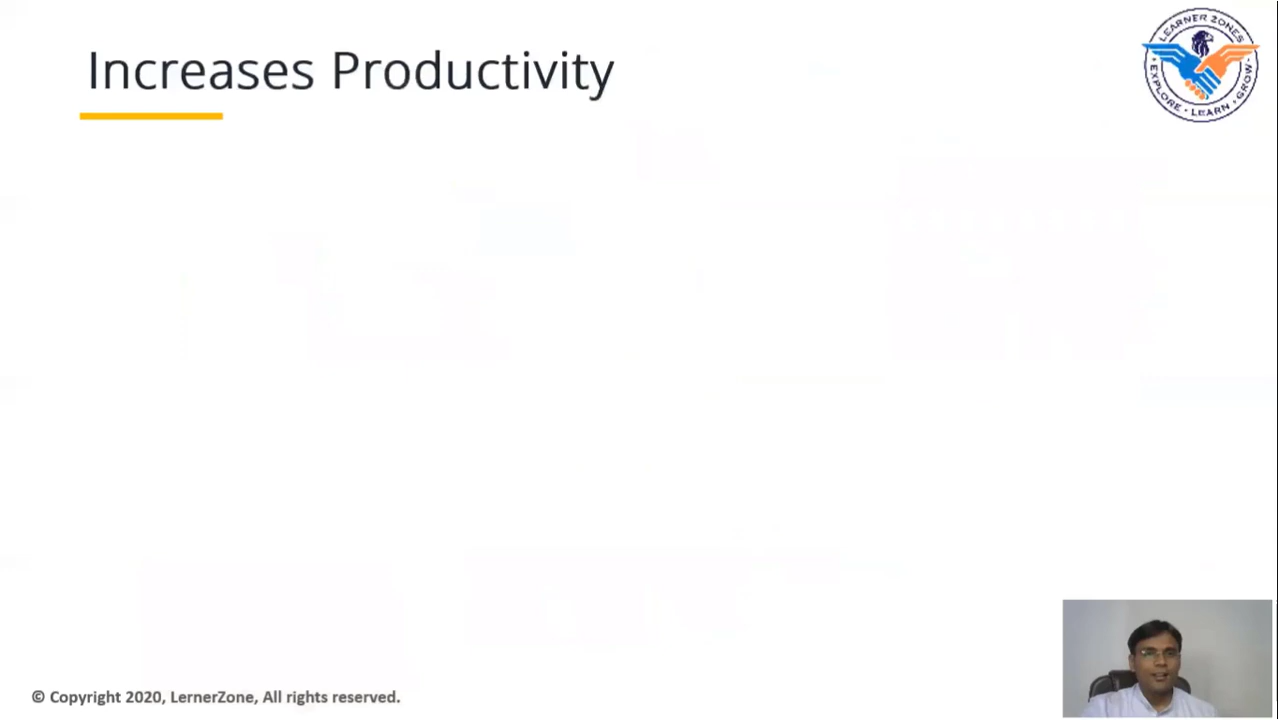 Increases Productivity
LEARNER ZONES
EXPLORE • LEARN • GROW
© Copyright 2020, LernerZone, All rights reserved.